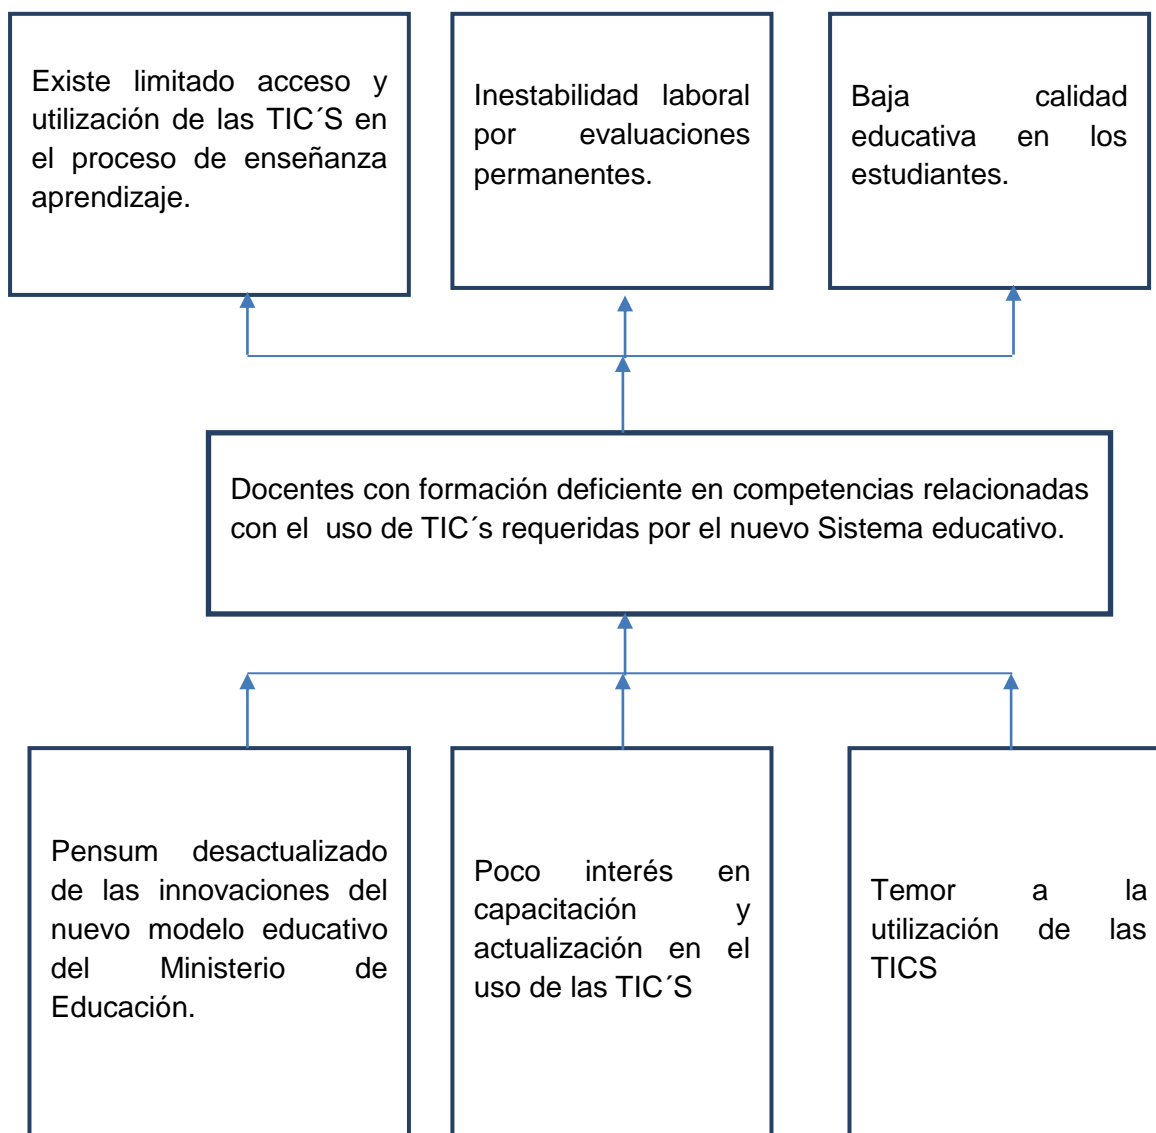 Existe limitado acceso y
utilización de las TIC´S en
el proceso de enseñanza
aprendizaje.
Inestabilidad laboral
por evaluaciones
permanentes.
Baja calidad
educativa en los
estudiantes.
Docentes con formación deficiente en competencias relacionadas
con el uso de TIC´s requeridas por el nuevo Sistema educativo.
Pensum desactualizado
de las innovaciones del
nuevo modelo educativo
del Ministerio de
Educación.
Poco interés en
capacitación y
actualización en el
uso de las TIC´S
Temor a la
utilización de las
TICS